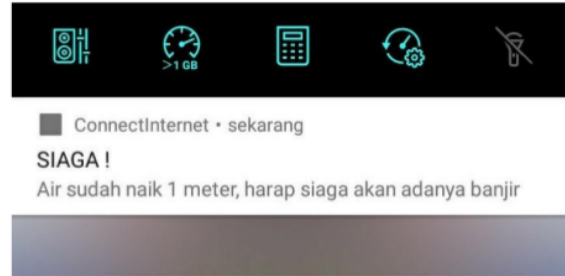 >1 GB
ConnectInternet • sekarang
SIAGA !
Air sudah naik 1 meter, harap siaga akan adanya banjir